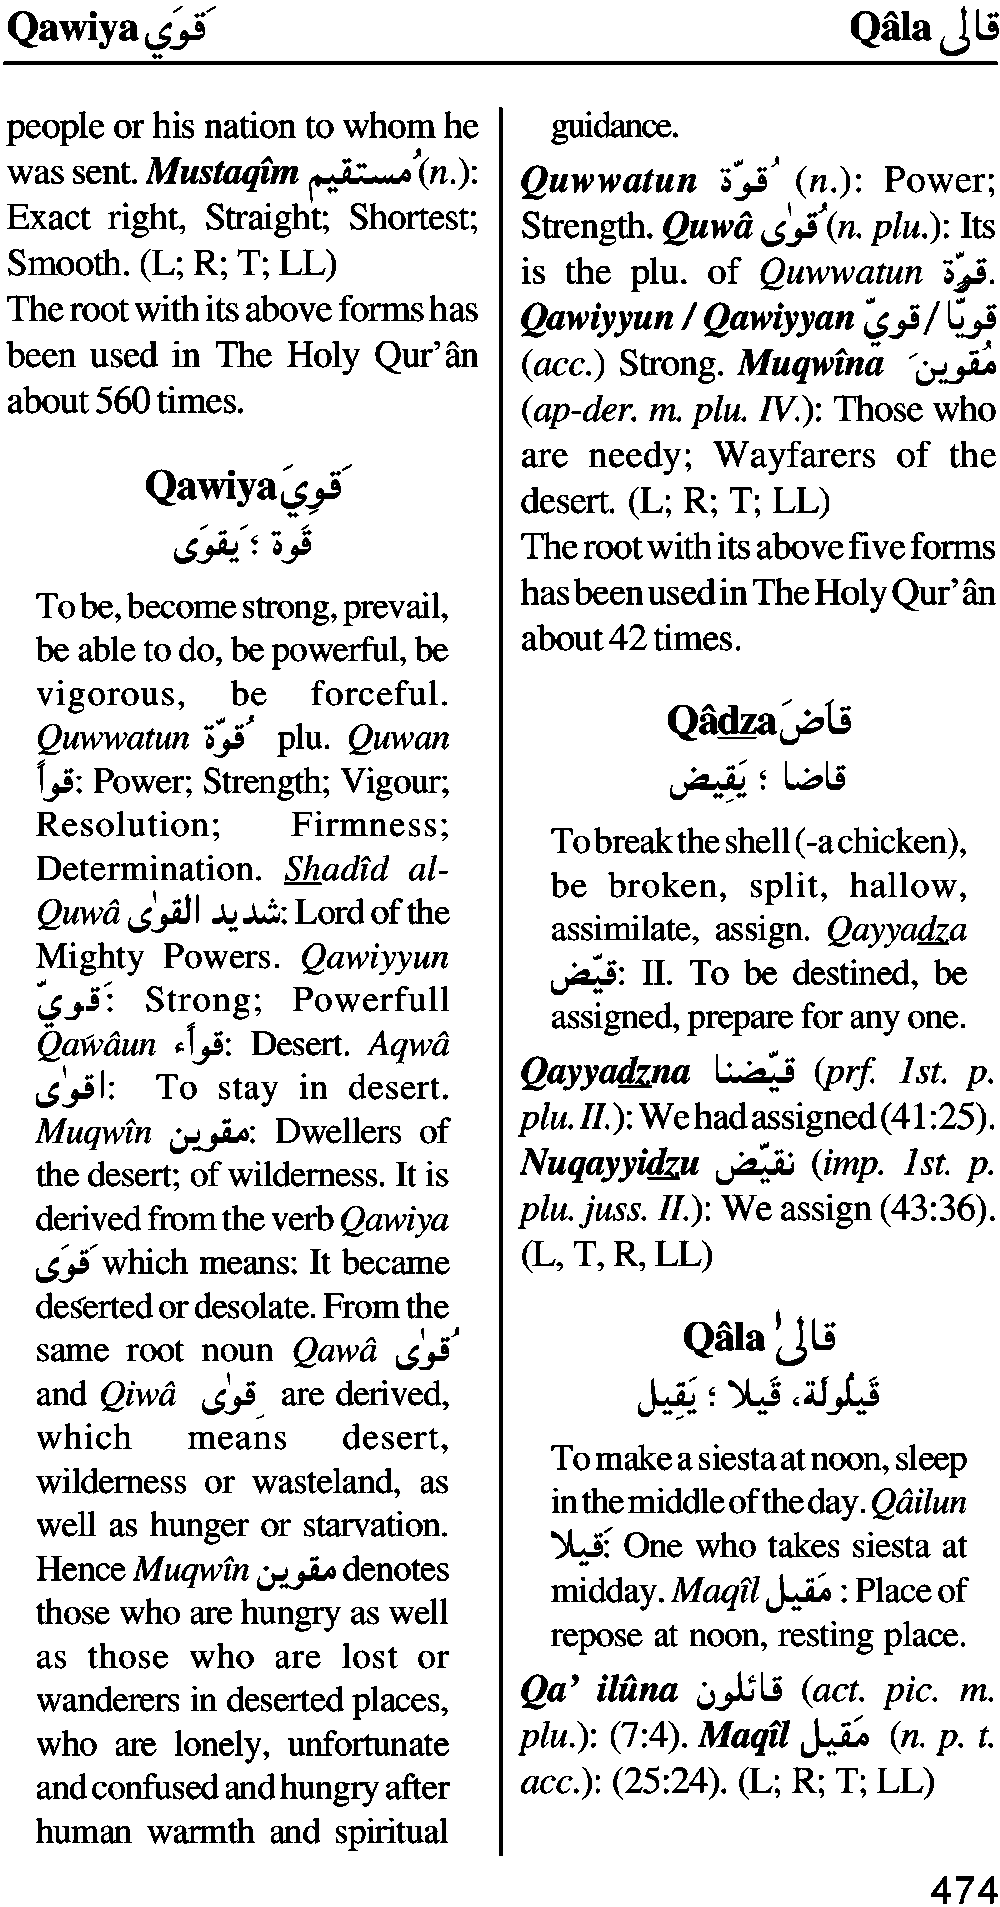 Qawiya قَوَي
Qâla قالى
people or his nation to whom he
was sent. Mustaqîm مُستقيم (n.):
Exact right, Straight; Shortest;
Smooth. (L; R; T; LL)
The root with its above forms has
been used in The Holy Qur'ân
about 560 times.
Qawiya قَوِيَ
قَوة ؛ يَقوَى
To be, become strong, prevail,
be able to do, be powerful, be
vigorous, be forceful.
Quwwatun قُوّة plu. Quwan
قواً: Power; Strength; Vigour;
Resolution; Firmness;
Determination. Shadîd al-
Quwâ شديد القوىٰ: Lord of the
Mighty Powers. Qawiyyun
قَويّ: Strong; Powerfull
Qawâun قوأء: Desert. Aqwâ
اقوىٰ: To stay in desert.
Muqwîn مقوين: Dwellers of
the desert; of wilderness. It is
derived from the verb Qawiya
قَوَى which means: It became
deserted or desolate. From the
same root noun Qawâ قُوىٰ
and Qiwâ قِوىٰ are derived,
which means desert,
wilderness or wasteland, as
well as hunger or starvation.
Hence Muqwîn مقوين denotes
those who are hungry as well
as those who are lost or
wanderers in deserted places,
who are lonely, unfortunate
and confused and hungry after
human warmth and spiritual
guidance.
Quwwatun قُوّة (n.): Power;
Strength. Quwâ قُوىٰ (n. plu.): Its
is the plu. of Quwwatun قوّة.
Qawiyyun / Qawiyyan قويّاً / قويّ
(acc.) Strong. Muqwîna مُقوينَ
(ap-der. m. plu. IV.): Those who
are needy; Wayfarers of the
desert. (L; R; T; LL)
The root with its above five forms
has been used in The Holy Qur'ân
about 42 times.
Qâdza قاضَ
قاضا ؛ يَقِيض
To break the shell (-a chicken),
be broken, split, hallow,
assimilate, assign. Qayyadza
قيّض: II. To be destined, be
assigned, prepare for any one.
Qayyadzna قيّضنا (prf. 1st. p.
plu. II.): We had assigned (41:25).
Nuqayyidzu نقيّض (imp. 1st. p.
plu. juss. II.): We assign (43:36).
(L, T, R, LL)
Qâla قالىٰ
قَيلُولَة، قَيلا ؛ يَقِيل
To make a siesta at noon, sleep
in the middle of the day. Qâilun
قَيلا: One who takes siesta at
midday. Maqîl مَقيل : Place of
repose at noon, resting place.
Qa' ilûna قائلون (act. pic. m.
plu.): (7:4). Maqîl مَقيل (n. p. t.
acc.): (25:24). (L; R; T; LL)
474